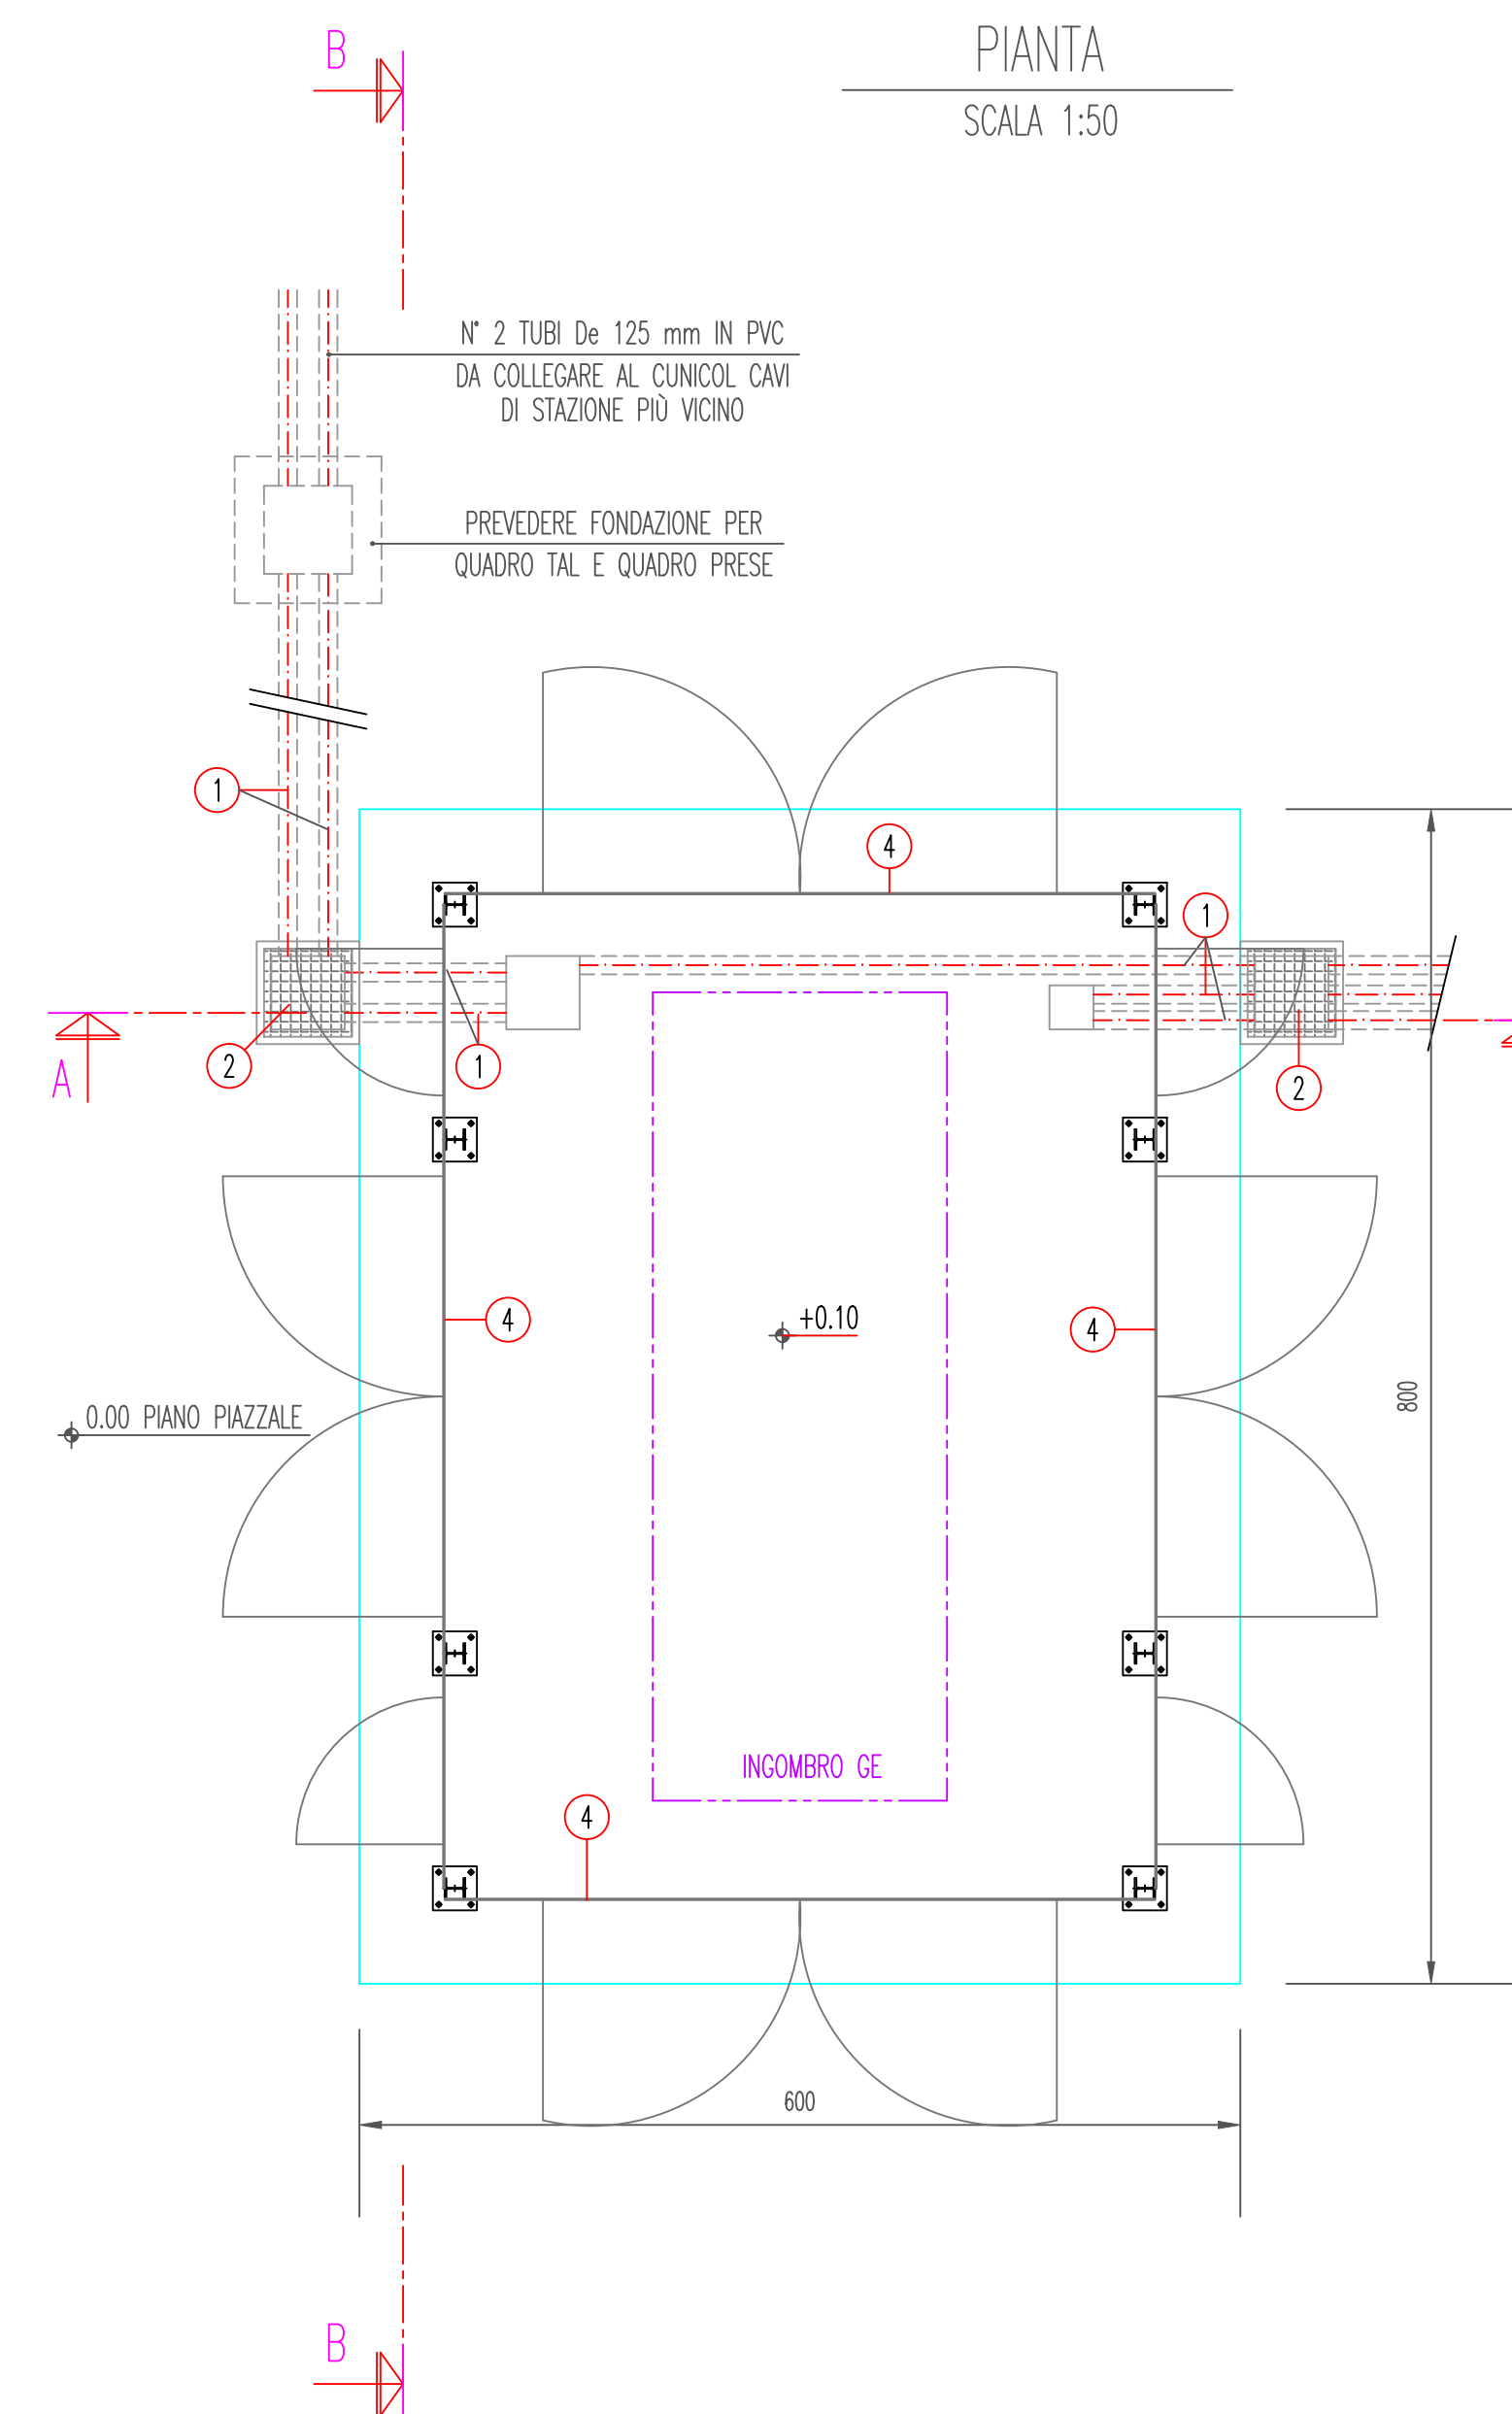 B
PIANTA
SCALA 1:50
N° 2 TUBI De 125 mm IN PVC
DA COLLEGARE AL CUNICOL CAVI
DI STAZIONE PIÙ VICINO
PREVEDERE FONDAZIONE PER
QUADRO TAL E QUADRO PRESE
1
4
1
2
1
2
A
4
+0.10
4
800
0.00 PIANO PIAZZALE
INGOMBRO GE
4
600
B